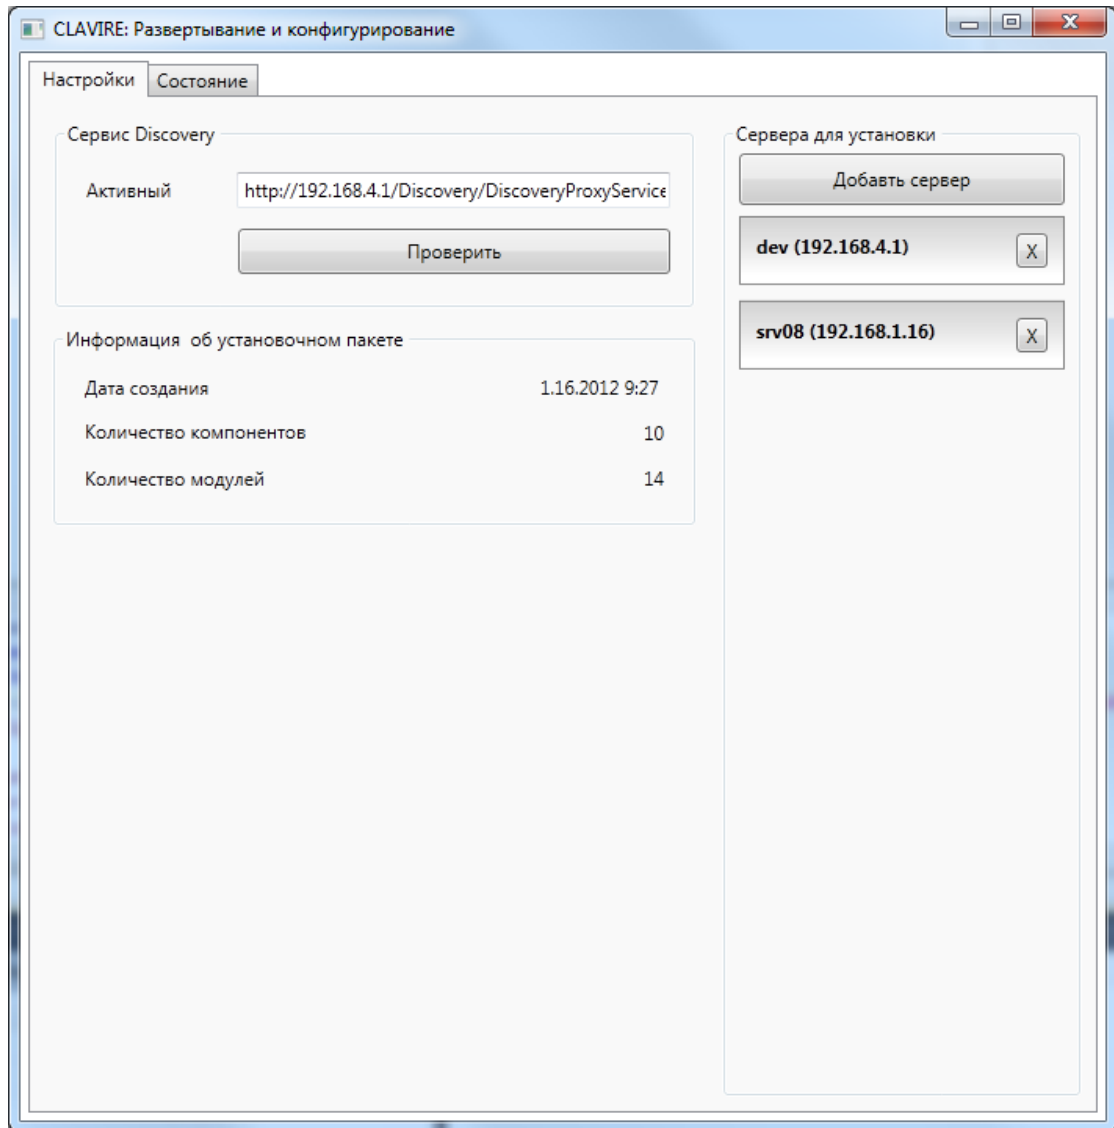 CLAVIRE: Развертывание и конфигурирование
Настройки
Состояние
Сервис Discovery
Активный
http://192.168.4.1/Discovery/DiscoveryProxyService
Проверить
Информация об установочном пакете
Дата создания
1.16.2012 9:27
Количество компонентов
10
Количество модулей
14
Сервера для установки
Добавть сервер
dev (192.168.4.1)
X
srv08 (192.168.1.16)
X